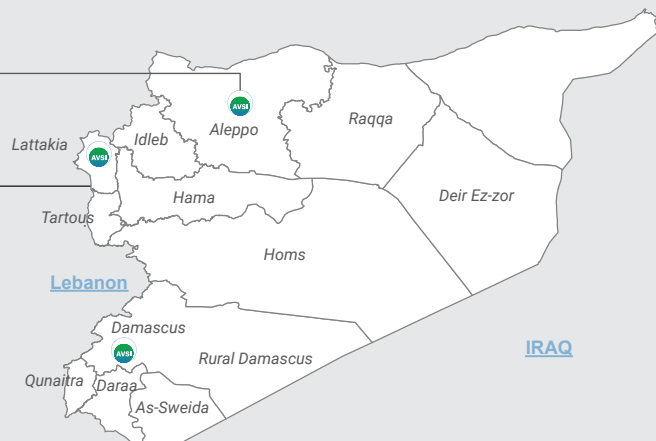 AVSI
Aleppo
Raqqa
Idleb
Lattakia
AVSI
Hama
Deir Ez-zor
Tartous
Homs
Lebanon
Damascus
AVSI
Rural Damascus
IRAQ
Qunaitra
Daraa
As-Sweida